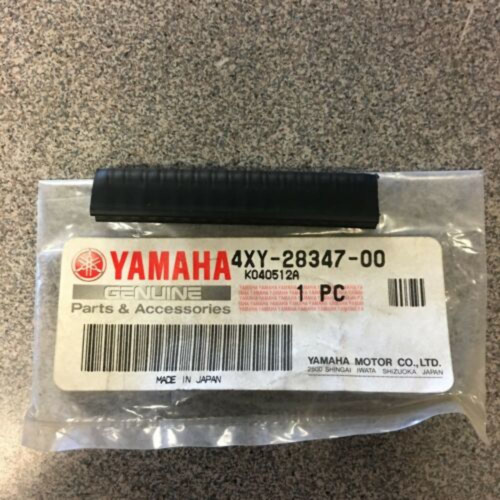 YAMAHA 4XY-28347-00
K040512A
GENUINE 1 PC
Parts & Accessories
YAMAHA MOTOR CO., LTD.
2500 SHINGAI IWATA SHIZUOKA JAPAN
MADE IN JAPAN